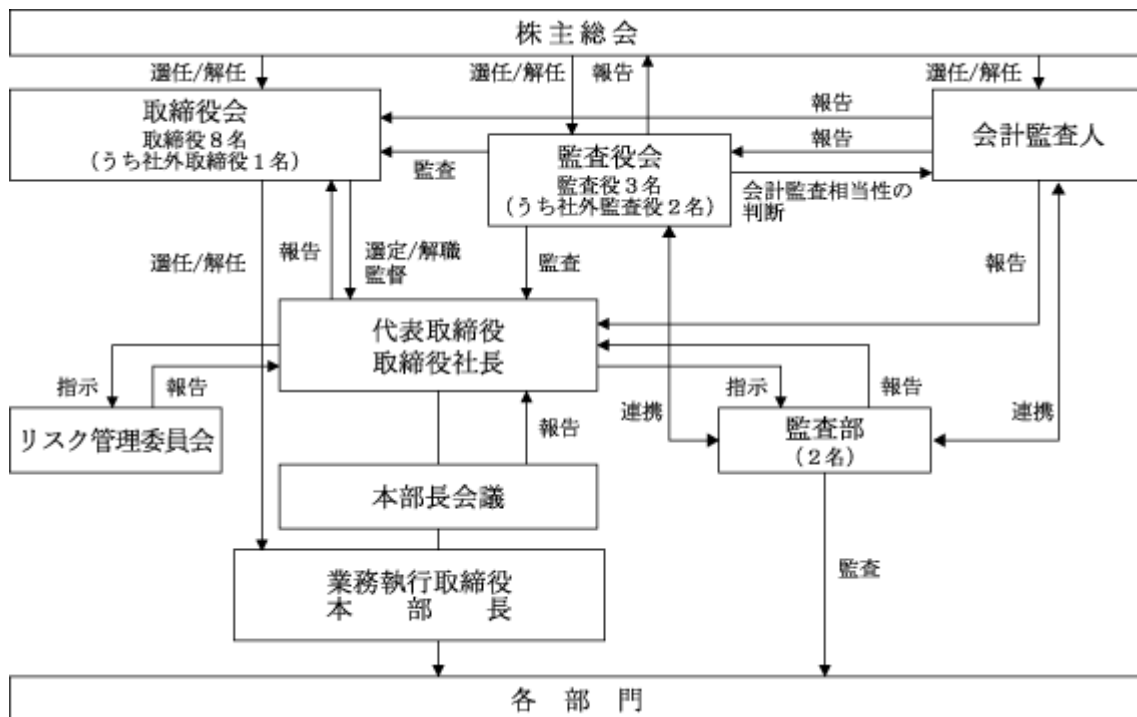 株主総会
選任/解任
選任/解任
報告
選任/解任
取締役会
取締役8名
(うち社外取締役1名)
報告
会計監査人
報告
監査
監査役会
監査役3名
(うち社外監査役2名)
会計監査相当性の
判断
選任/解任
報告
選定/解職
監督
監査
報告
代表取締役
取締役社長
指示
報告
指示
報告
リスク管理委員会
報告
連携
監査部
(2名)
連携
本部長会議
業務執行取締役
本部長
監査
各部門